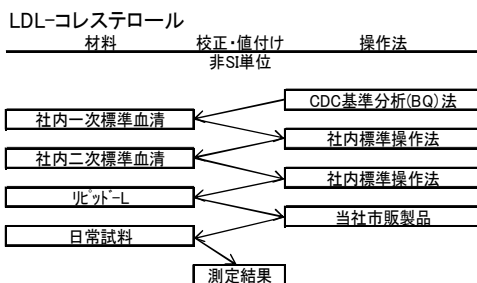 LDL-コレステロール
材料 校正・値付け 操作法
非SI単位
CDC基準分析(BQ)法
社内一次標準血清
社内標準操作法
社内二次標準血清
社内標準操作法
ﾘﾋﾟｯﾄﾞ-L
当社市販製品
日常試料
測定結果